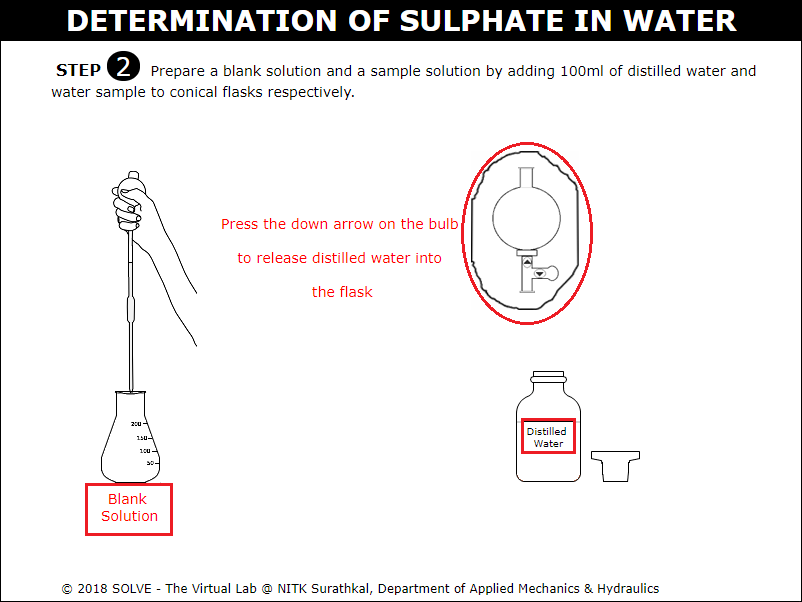 DETERMINATION OF SULPHATE IN WATER
STEP 2 Prepare a blank solution and a sample solution by adding 100ml of distilled water and
water sample to conical flasks respectively.
Press the down arrow on the bulb
to release distilled water into
the flask
200
150
100
50
Distilled
Water
Blank
Solution
© 2018 SOLVE - The Virtual Lab @ NITK Surathkal, Department of Applied Mechanics & Hydraulics